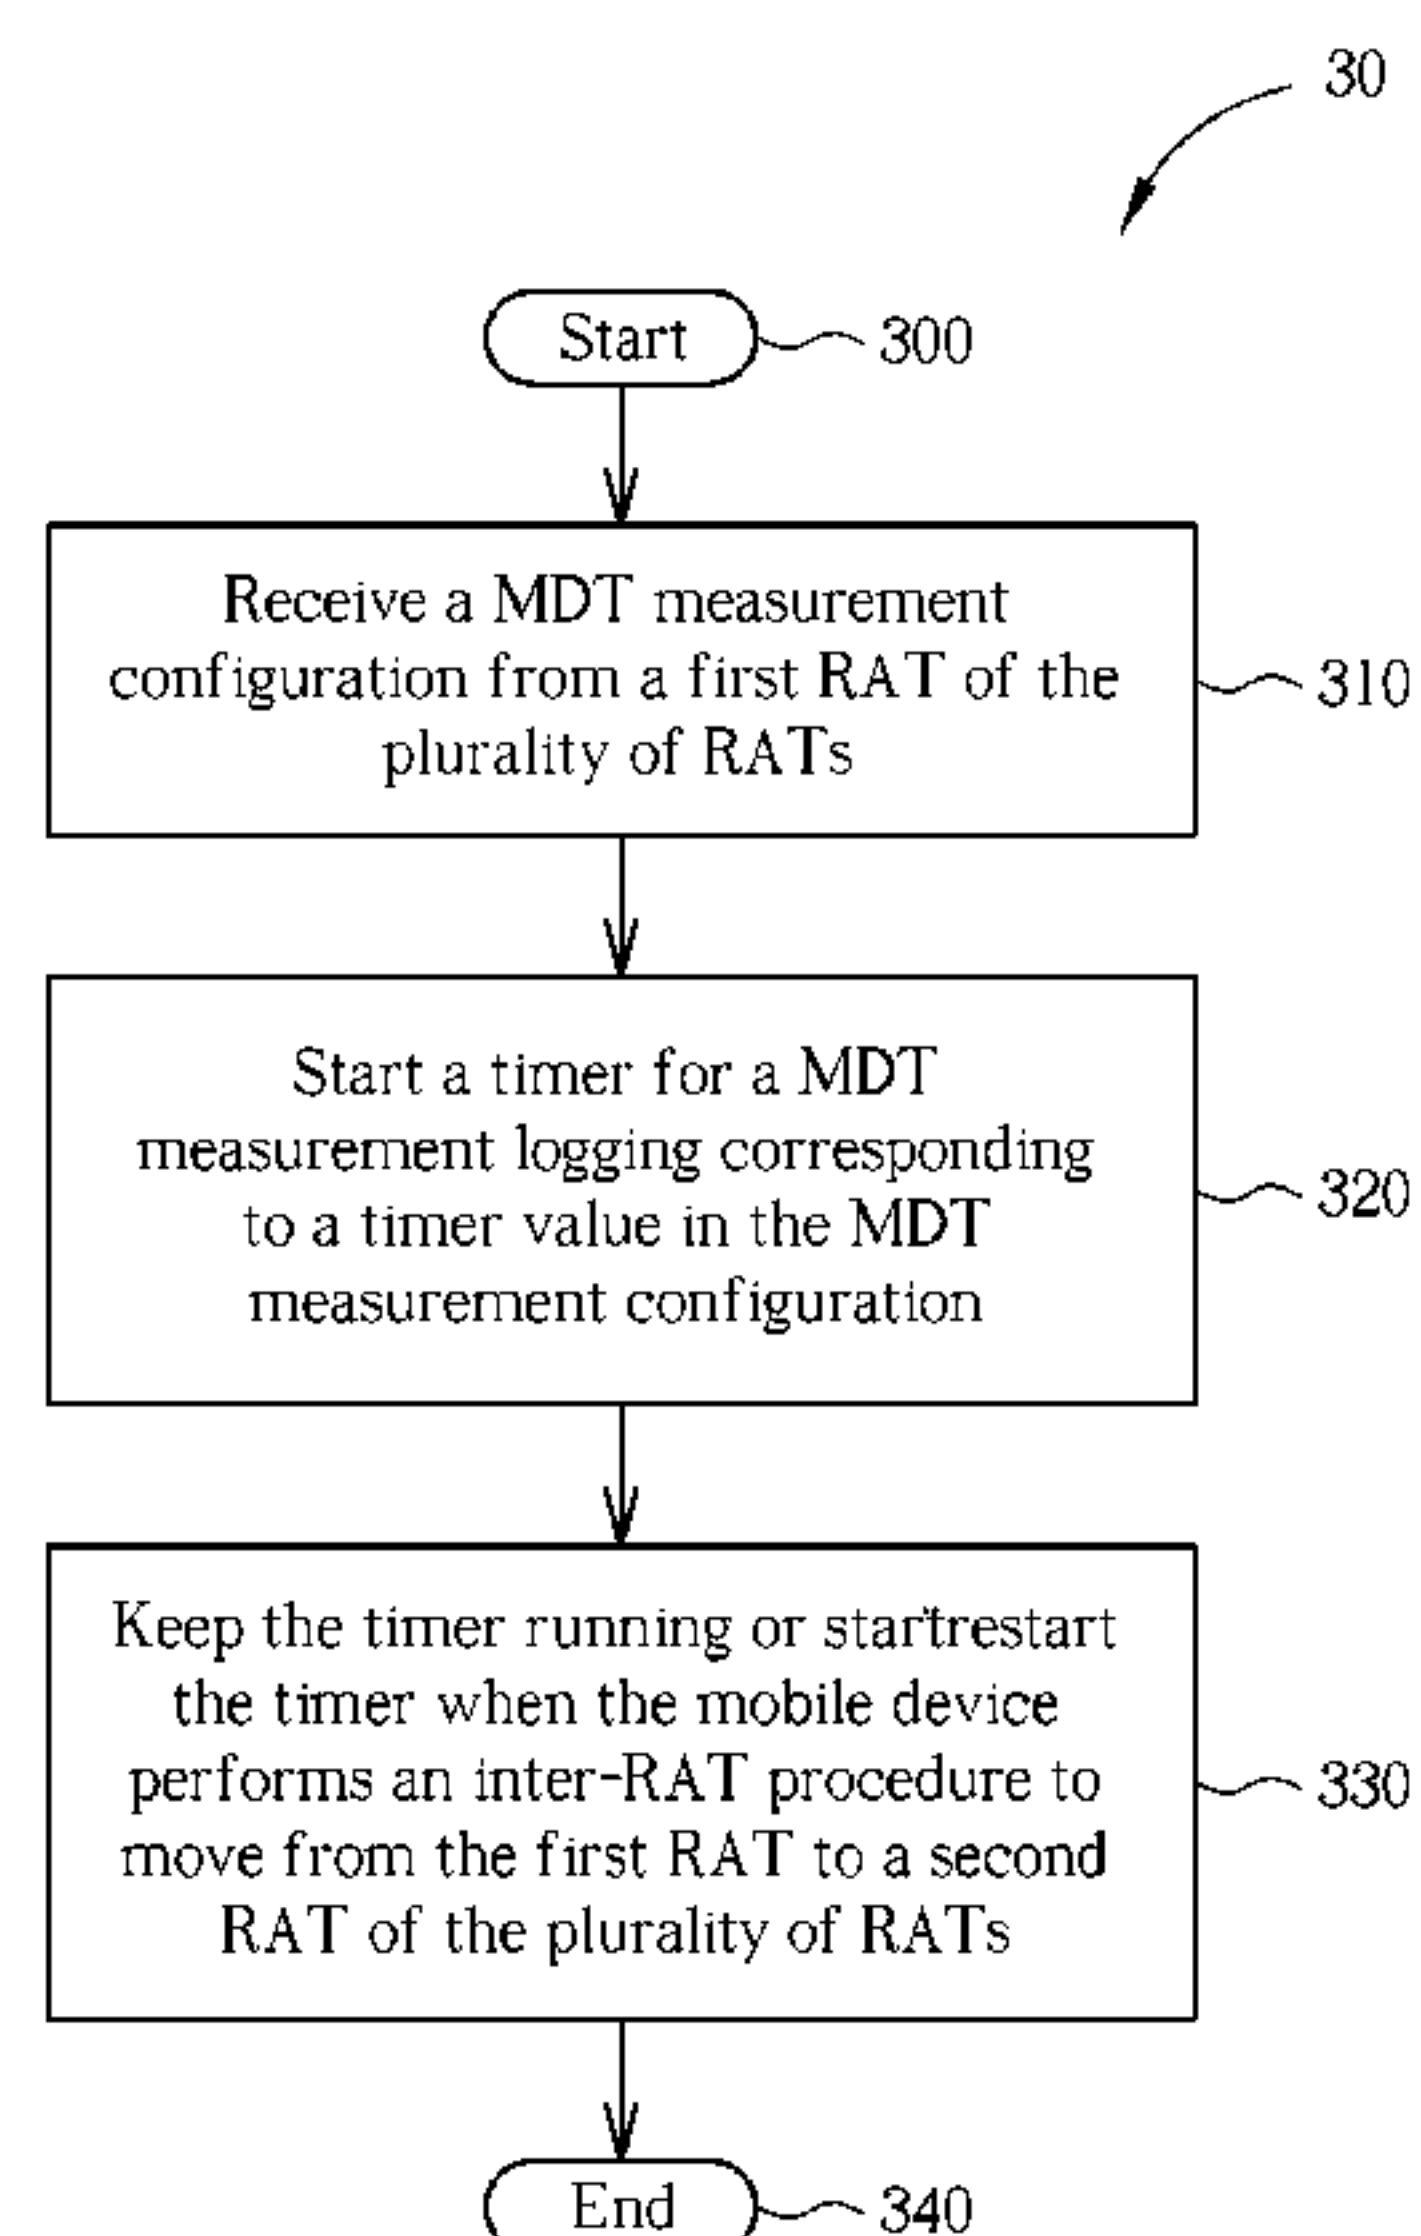 30
Start
300
Receive a MDT measurement
configuration from a first RAT of the
plurality of RATs
310
Start a timer for a MDT
measurement logging corresponding
to a timer value in the MDT
measurement configuration
320
Keep the timer running or start'restart
the timer when the mobile device
performs an inter-RAT procedure to
move from the first RAT to a second
RAT of the plurality of RATs
330
End
340